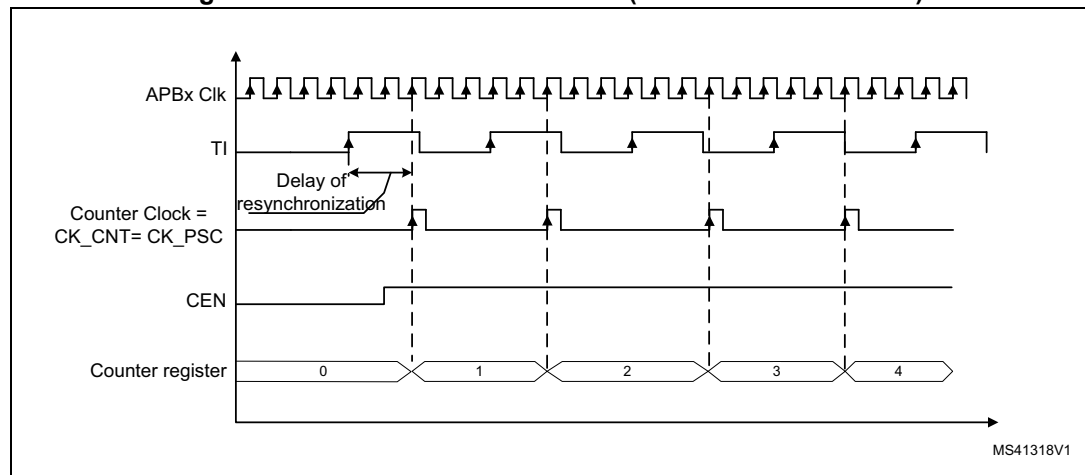 APBx Clk
TI
Delay of
resynchronization
Counter Clock =
CK_CNT= CK_PSC
CEN
Counter register
0
1
2
3
4
MS41318V1